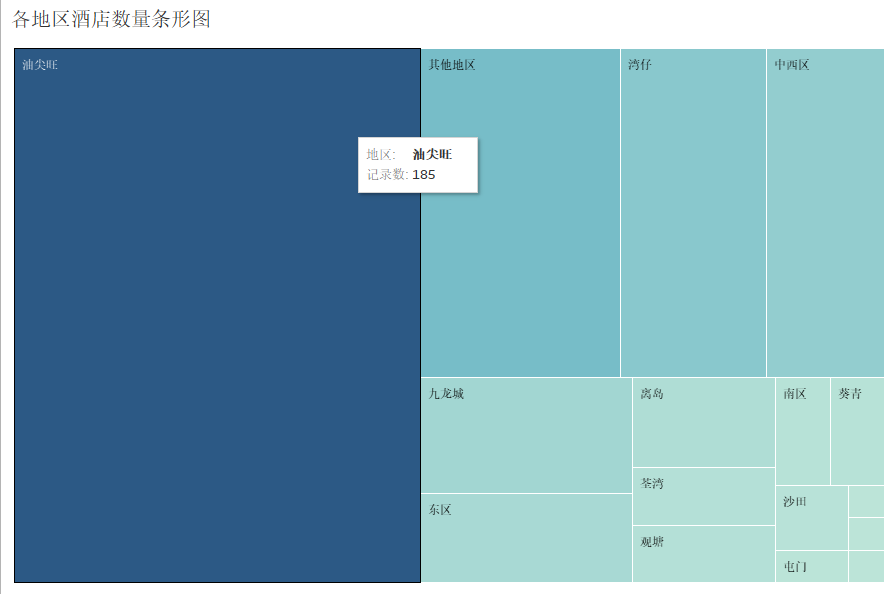 各地区酒店数量条形图
油尖旺
其他地区
湾仔
中西区
地区: 油尖旺
记录数: 185
九龙城
离岛
南区
葵青
荃湾
沙田
东区
观塘
屯门